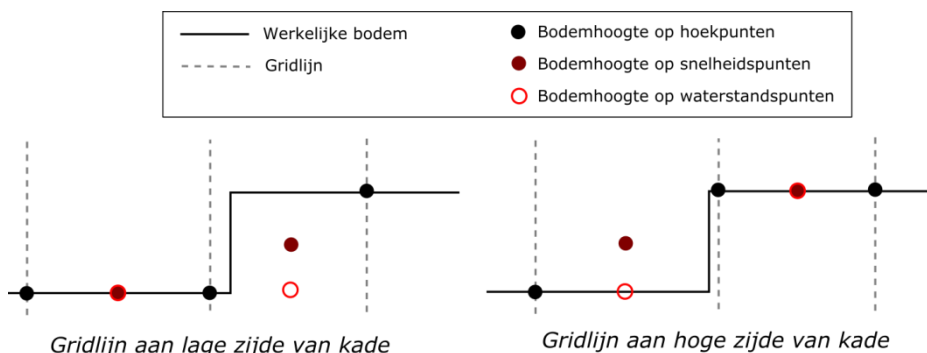 Werkelijke bodem
Gridlijn
Bodemhoogte op hoekpunten
Bodemhoogte op snelheidspunten
Bodemhoogte op waterstandspunten
Gridlijn aan lage zijde van kade
Gridlijn aan hoge zijde van kade